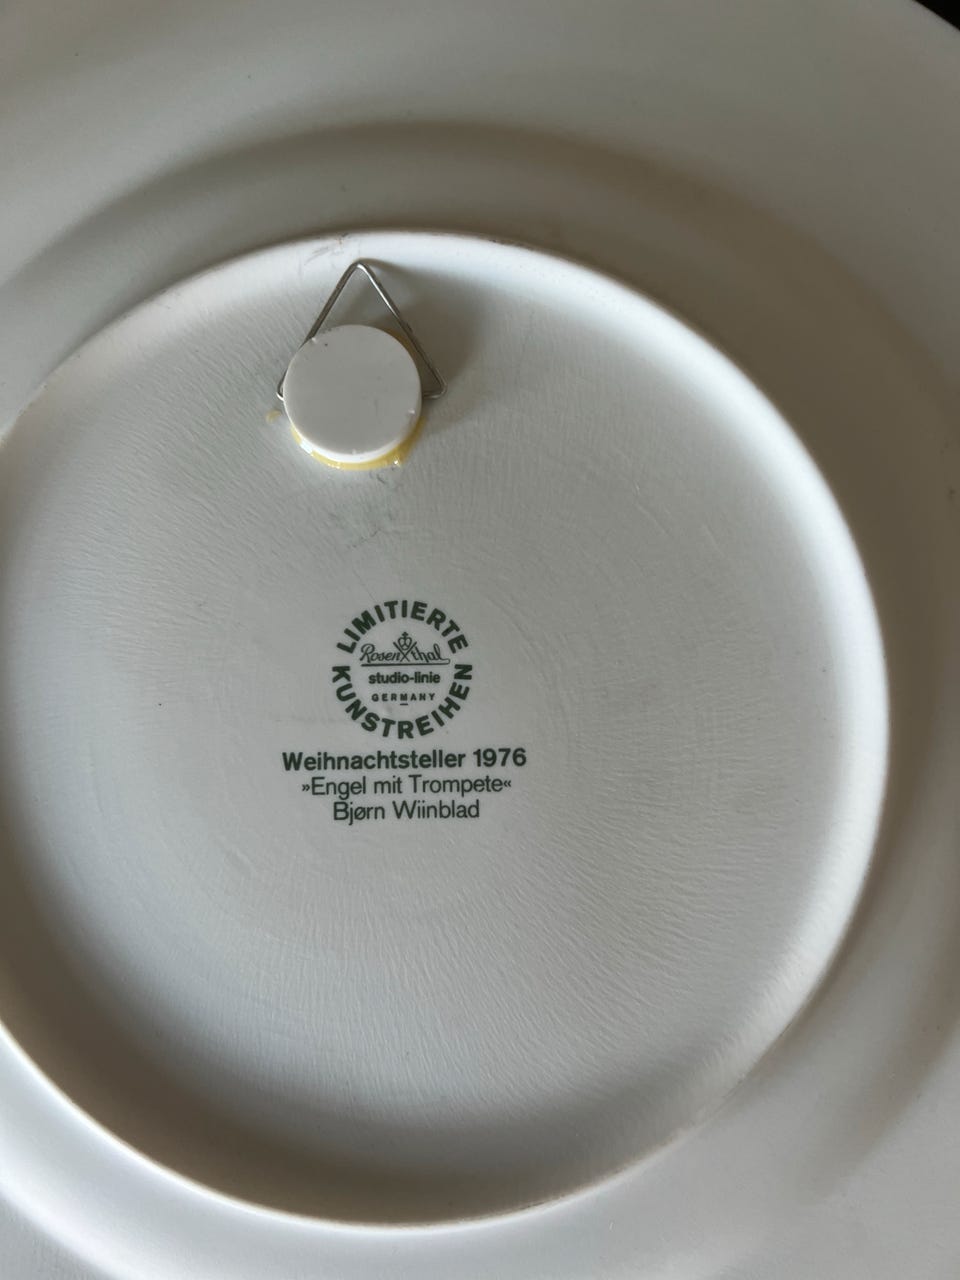 LIMITIERTE
Rosenthal
studio-linie
GERMANY
KUNSTREIHEN
Weihnachtsteller 1976
»Engel mit Trompete«
Bjørn Wiinblad